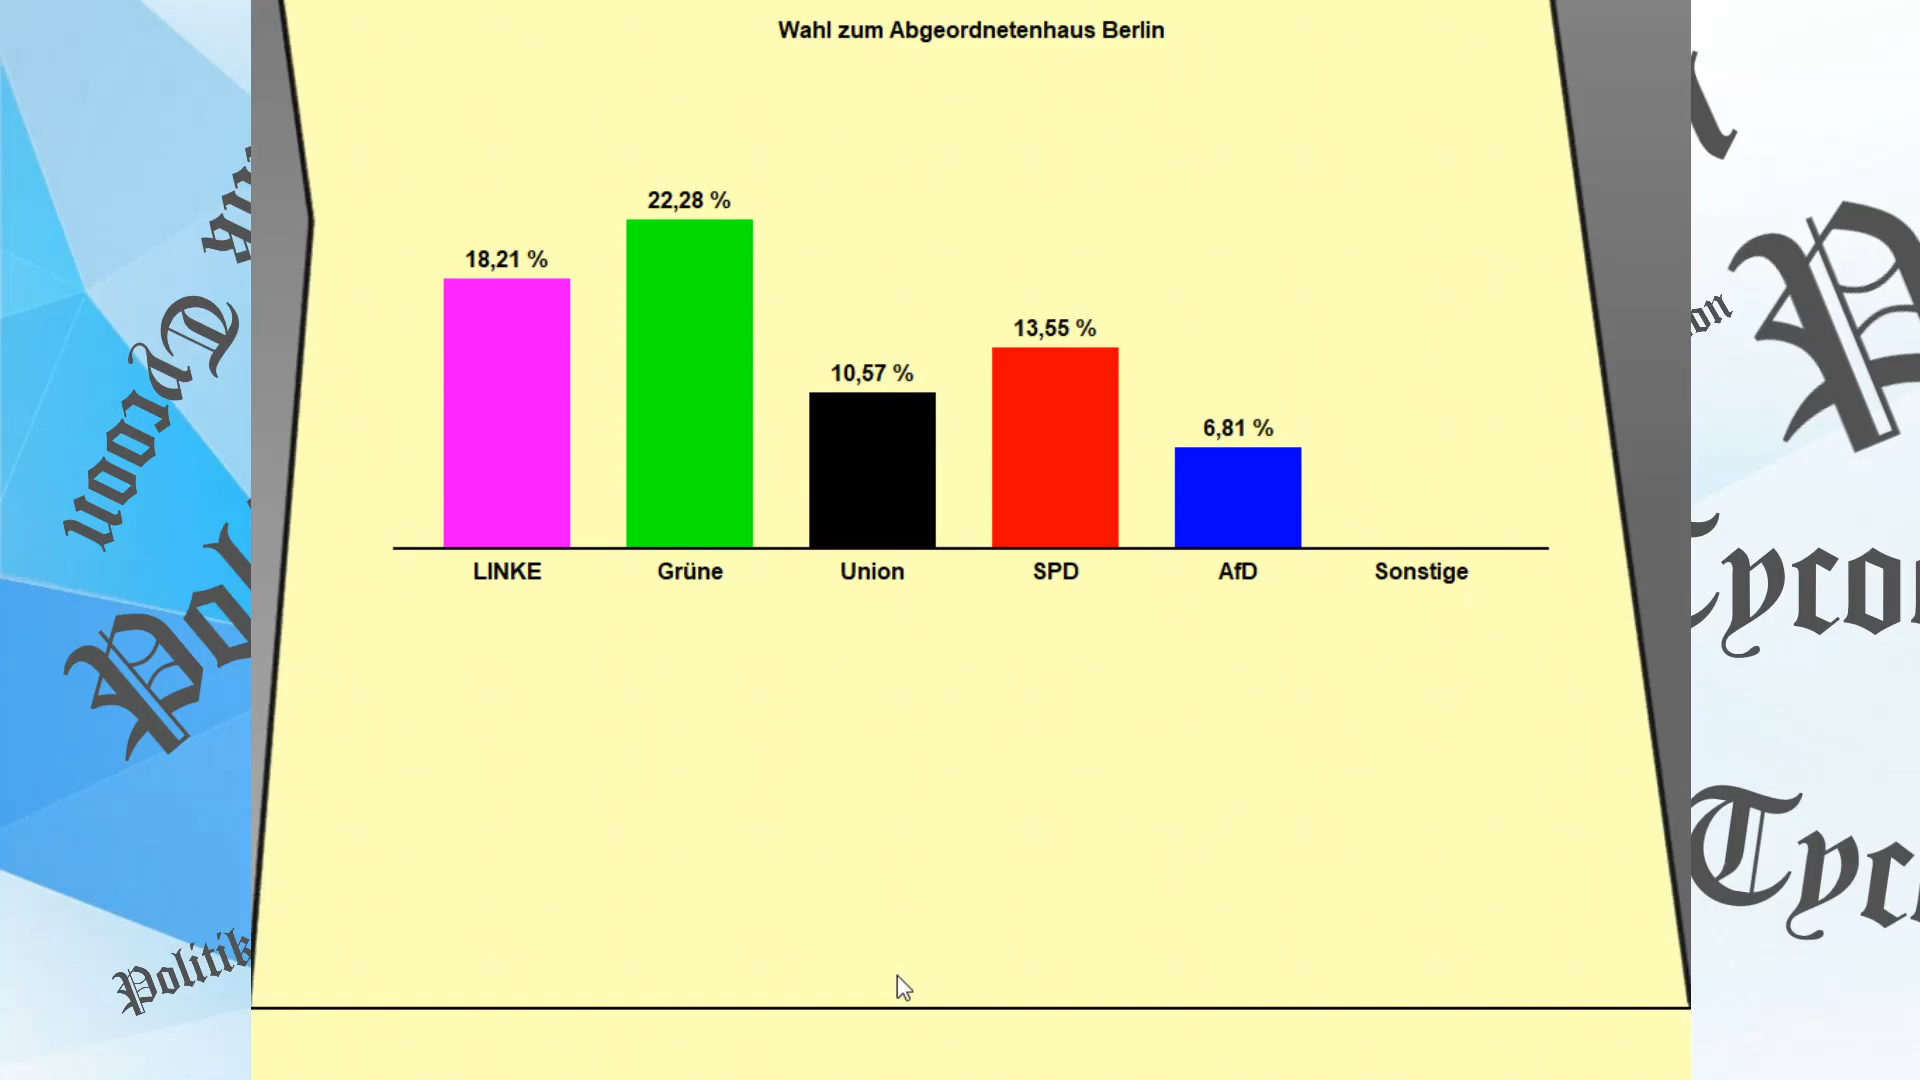 Wahl zum Abgeordnetenhaus Berlin
22,28 %
18,21 %
13,55 %
10,57 %
6,81 %
LINKE Grüne Union SPD AfD Sonstige
Tycoon
Politik